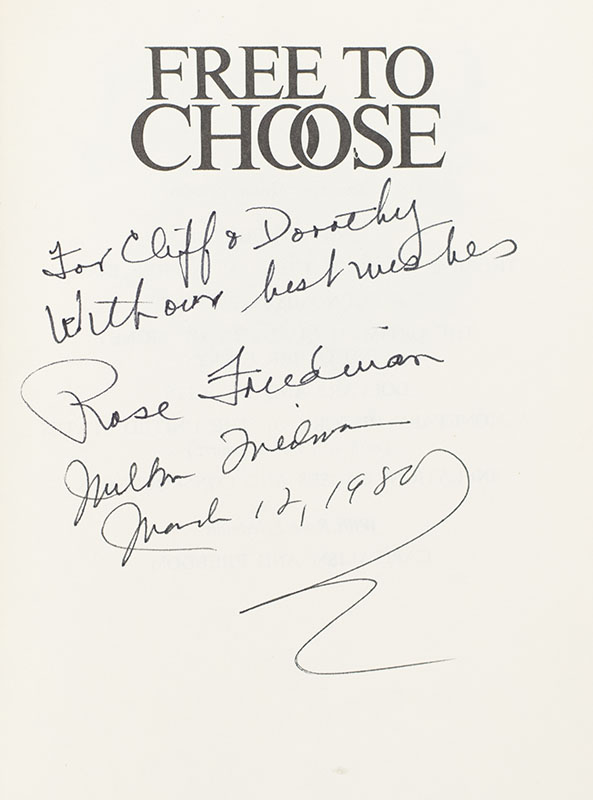 FREE TO
CHOOSE
For Cliff & Dorothy
With our best wishes
Rose Friedman
Milton Friedman
March 12, 1980